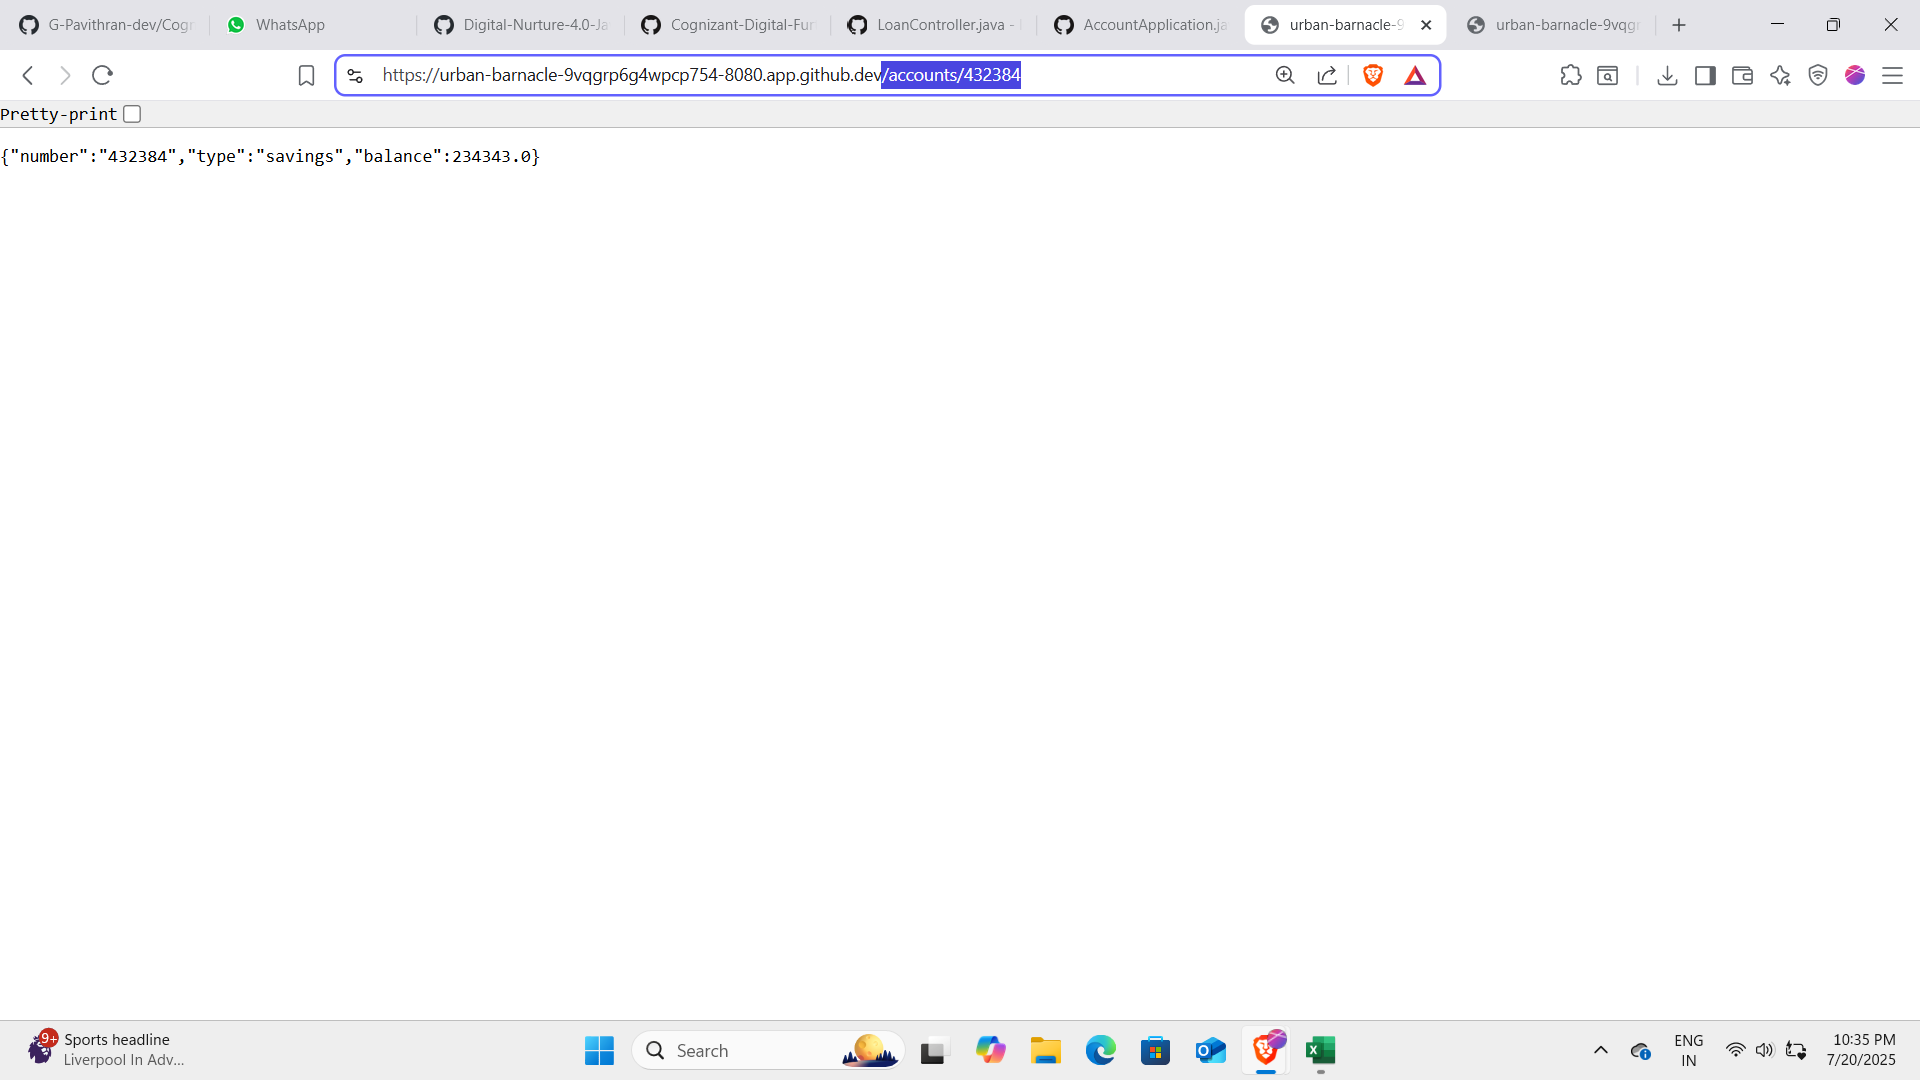 G-Pavithran-dev/Cogn
WhatsApp
Digital-Nurture-4.0-Ja
Cognizant-Digital-Fur
LoanController.java -
AccountApplication.ja
urban-barnacle-9
urban-barnacle-9vqgr
https://urban-barnacle-9vqgrp6g4wpcp754-8080.app.github.dev/accounts/432384
Pretty-print
{"number":"432384","type":"savings","balance":234343.0}
9+
Sports headline
Liverpool In Adv...
Search
ENG
IN
10:35 PM
7/20/2025